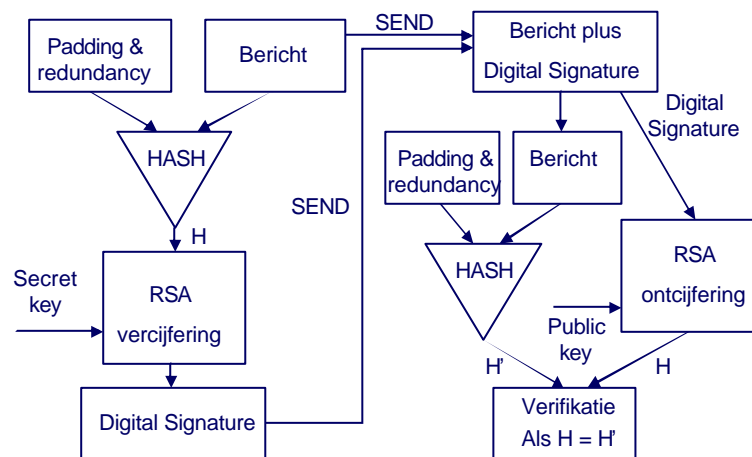 Padding &
redundancy
Bericht
SEND
Bericht plus
Digital Signature
HASH
H
Secret
key
RSA
vercijfering
Digital Signature
SEND
Padding &
redundancy
Bericht
Digital
Signature
HASH
RSA
ontcijfering
Public
key
H'
H
Verifikatie
Als H = H'